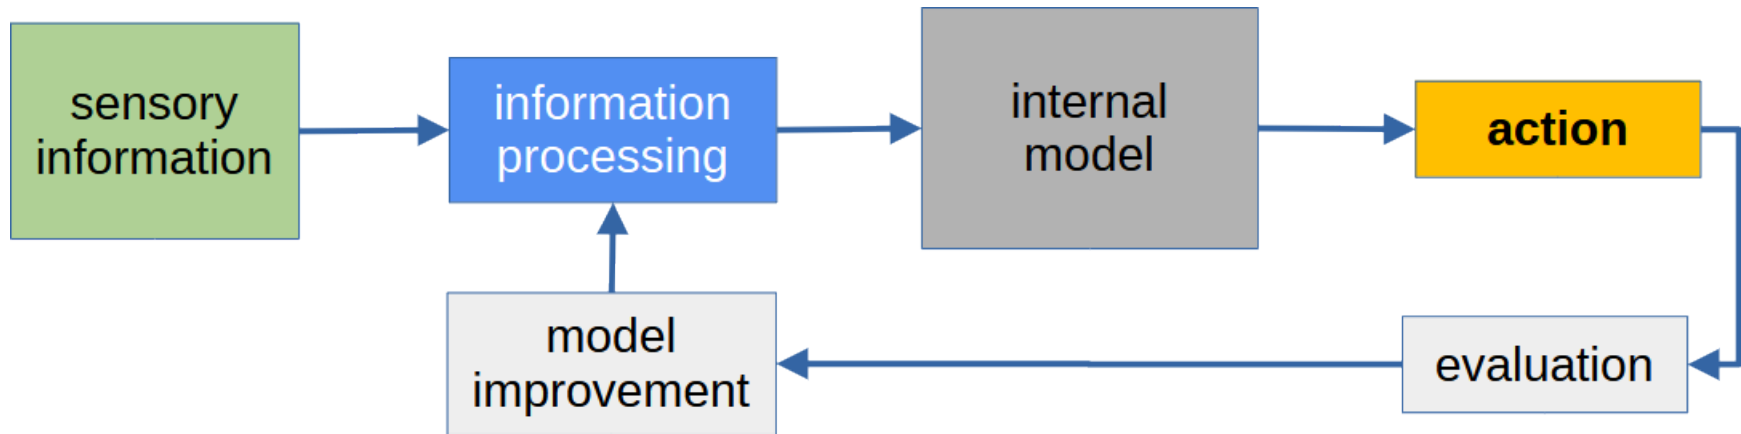 sensory
information
information
processing
internal
model
action
model
improvement
evaluation